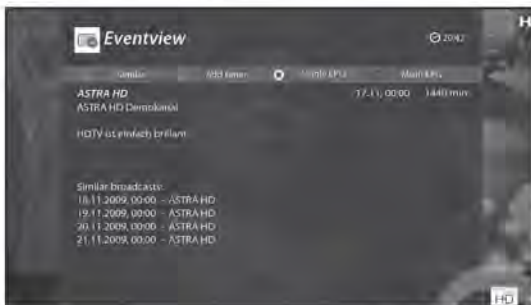 Eventview
20:42
Similar Add timer Single EPG Multi EPG
ASTRA HD 17.11, 00:00 1440 min
ASTRA HD Demokanal
HDTV ist einfach brillant.
Similar broadcasts:
18.11.2009, 00:00 - ASTRA HD
19.11.2009, 00:00 - ASTRA HD
20.11.2009, 00:00 - ASTRA HD
21.11.2009, 00:00 - ASTRA HD
HD